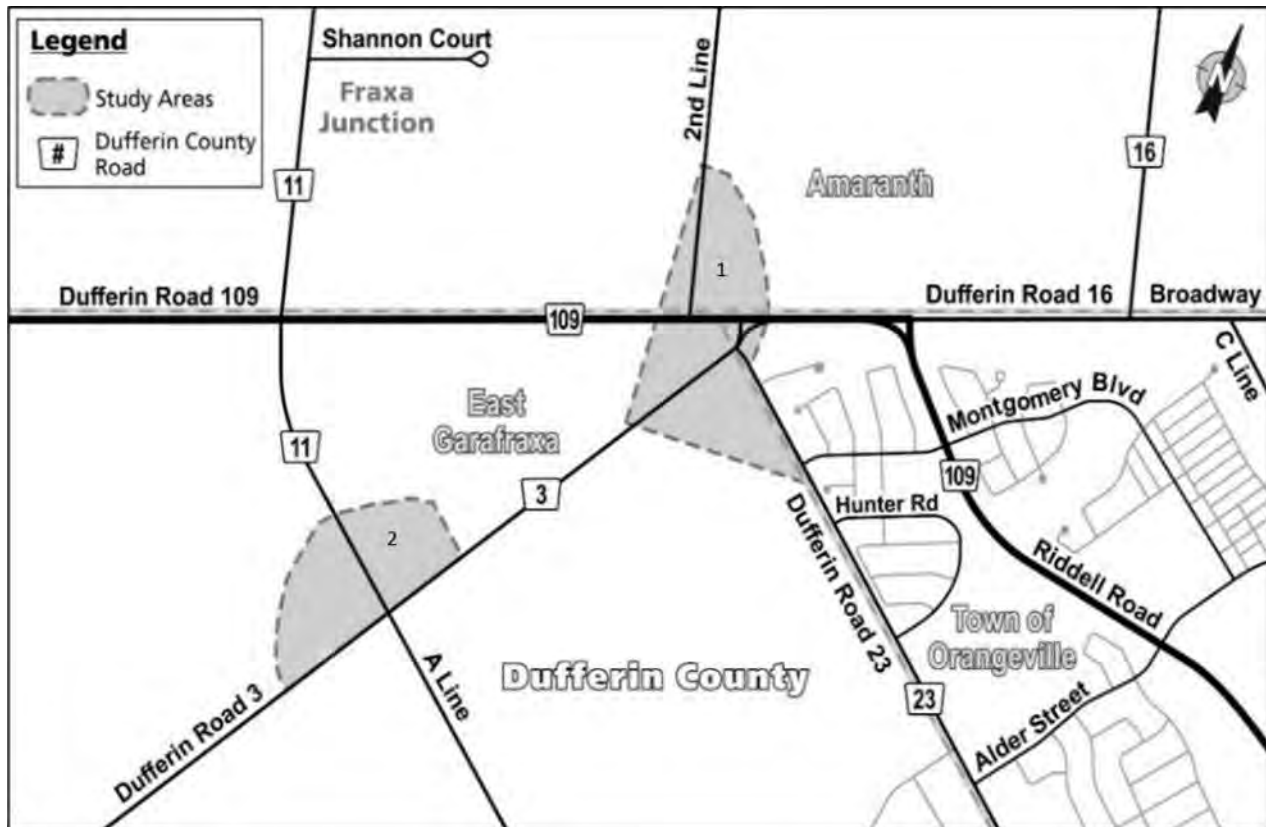 Legend
Study Areas
#
Dufferin County
Road
Shannon Court
Fraxa
Junction
11
2nd Line
Amaranth
16
N
1
Dufferin Road 109
109
Dufferin Road 16
Broadway
C Line
East
Garafraxa
11
3
2
Montgomery Blvd
109
Hunter Rd
Dufferin Road 23
Riddell Road
Town of
Orangeville
Dufferin County
A Line
Dufferin Road 3
23
Alder Street